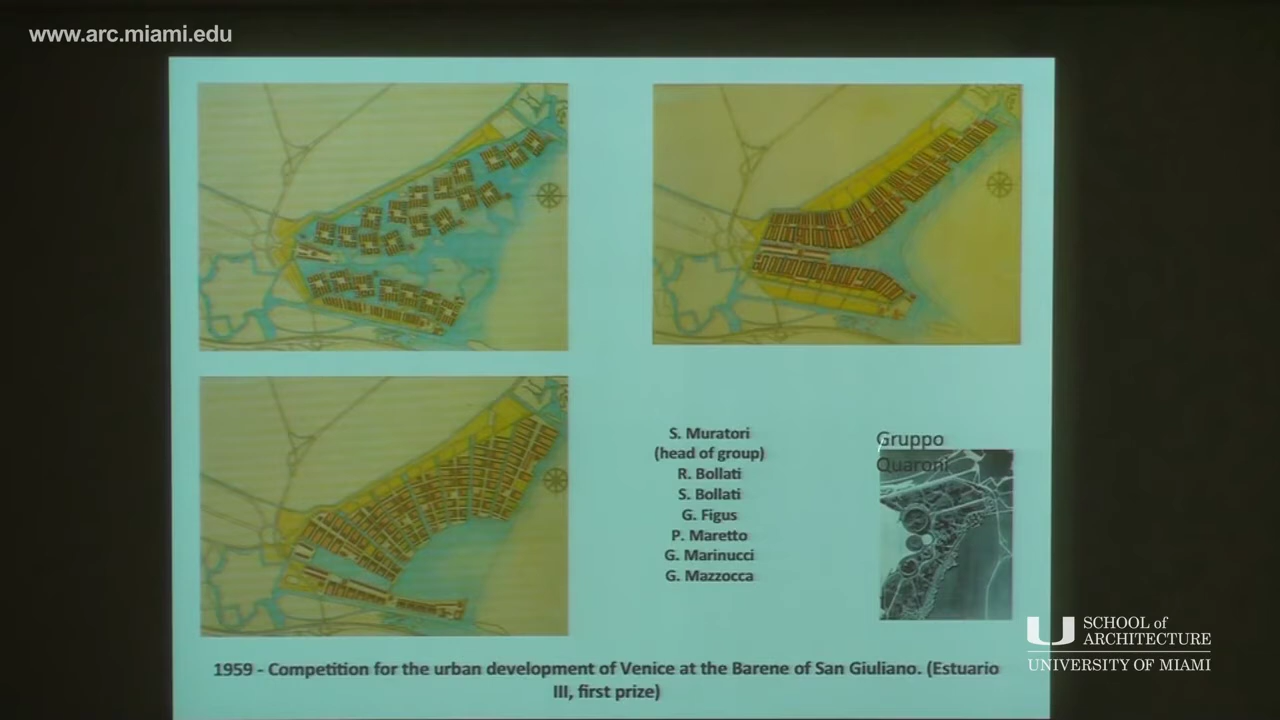 www.arc.miami.edu
S. Muratori
(head of group)
R. Bollati
S. Bollati
G. Figus
P. Maretto
G. Marinucci
G. Mazzocca
Gruppo
Quaroni
1959 - Competition for the urban development of Venice at the Barene of San Giuliano. (Estuario
III, first prize)
U SCHOOL of
ARCHITECTURE
UNIVERSITY OF MIAMI